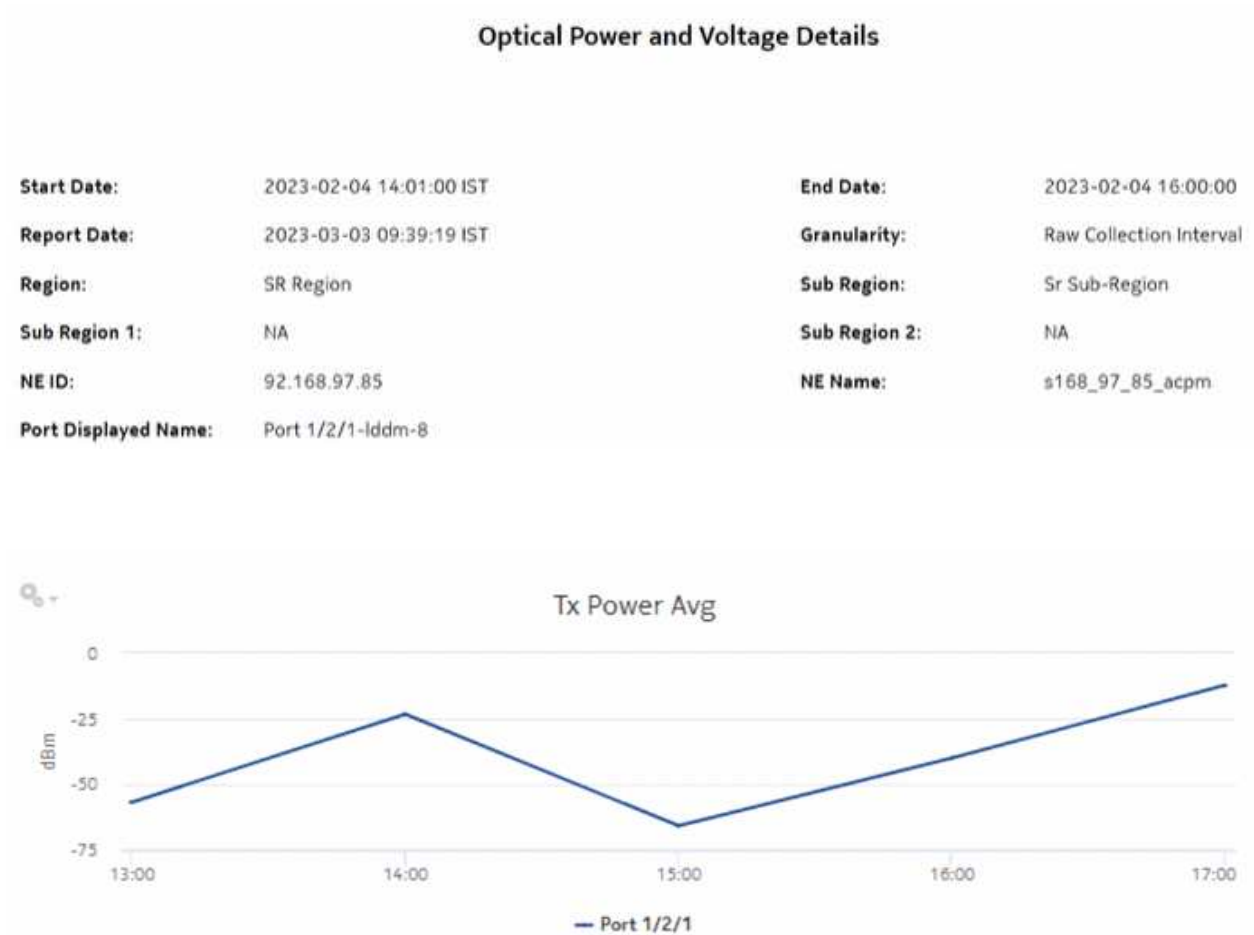 Optical Power and Voltage Details
Start Date: 2023-02-04 14:01:00 IST End Date: 2023-02-04 16:00:00
Report Date: 2023-03-03 09:39:19 IST Granularity: Raw Collection Interval
Region: SR Region Sub Region: Sr Sub-Region
Sub Region 1: NA Sub Region 2: NA
NE ID: 92.168.97.85 NE Name: s168_97_85_acpm
Port Displayed Name: Port 1/2/1-lddm-8
Tx Power Avg
0
-25
dBm
-50
-75
13:00 14:00 15:00 16:00 17:00
Port 1/2/1